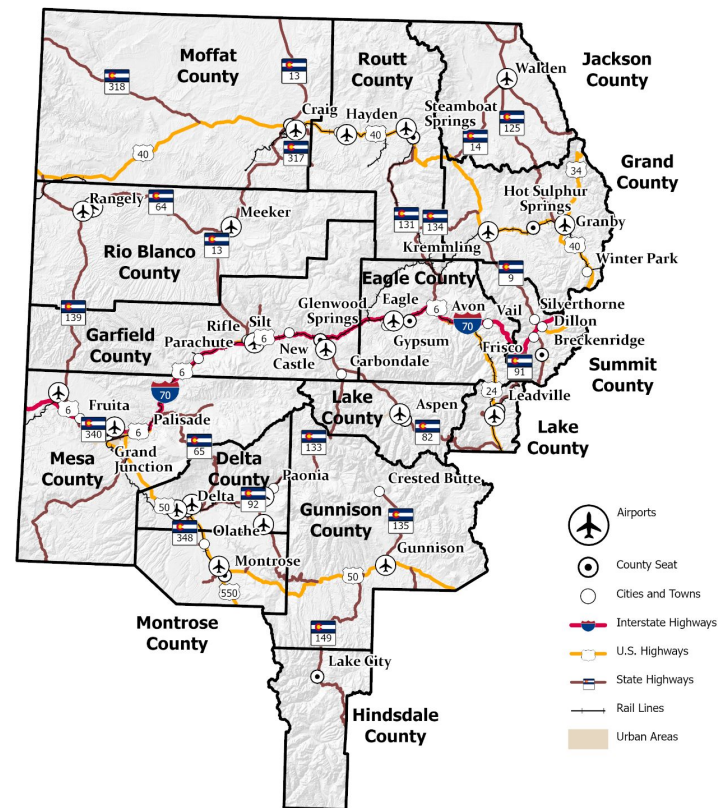 Moffat
County
Routt
County
Jackson
County
318
13
Walden
Craig
Hayden
Steamboat
Springs
40
40
317
14
125
34
Grand
County
Rangely
64
Meeker
13
131
134
Hot Sulphur
Springs
Granby
40
Kremmling
Winter Park
Rio Blanco
County
9
139
Eagle County
Garfield
County
Glenwood
Springs
Eagle
6
Avon
Vail
Silverthorne
Dillon
Breckenridge
Rifle
Silt
Parachute
6
6
New
Castle
Gypsum
70
Frisco
91
Summit
County
Carbondale
70
6
Fruita
340
6
Palisade
Lake
County
Aspen
82
24
Leadville
Lake
County
Mesa
County
Grand
Junction
65
Delta
County
133
Paonia
Crested Butte
50
Delta
92
Olathe
348
Gunnison
County
135
Montrose
Gunnison
50
550
Montrose
County
149
Lake City
Hindsdale
County
Airports
County Seat
Cities and Towns
Interstate Highways
U.S. Highways
State Highways
Rail Lines
Urban Areas